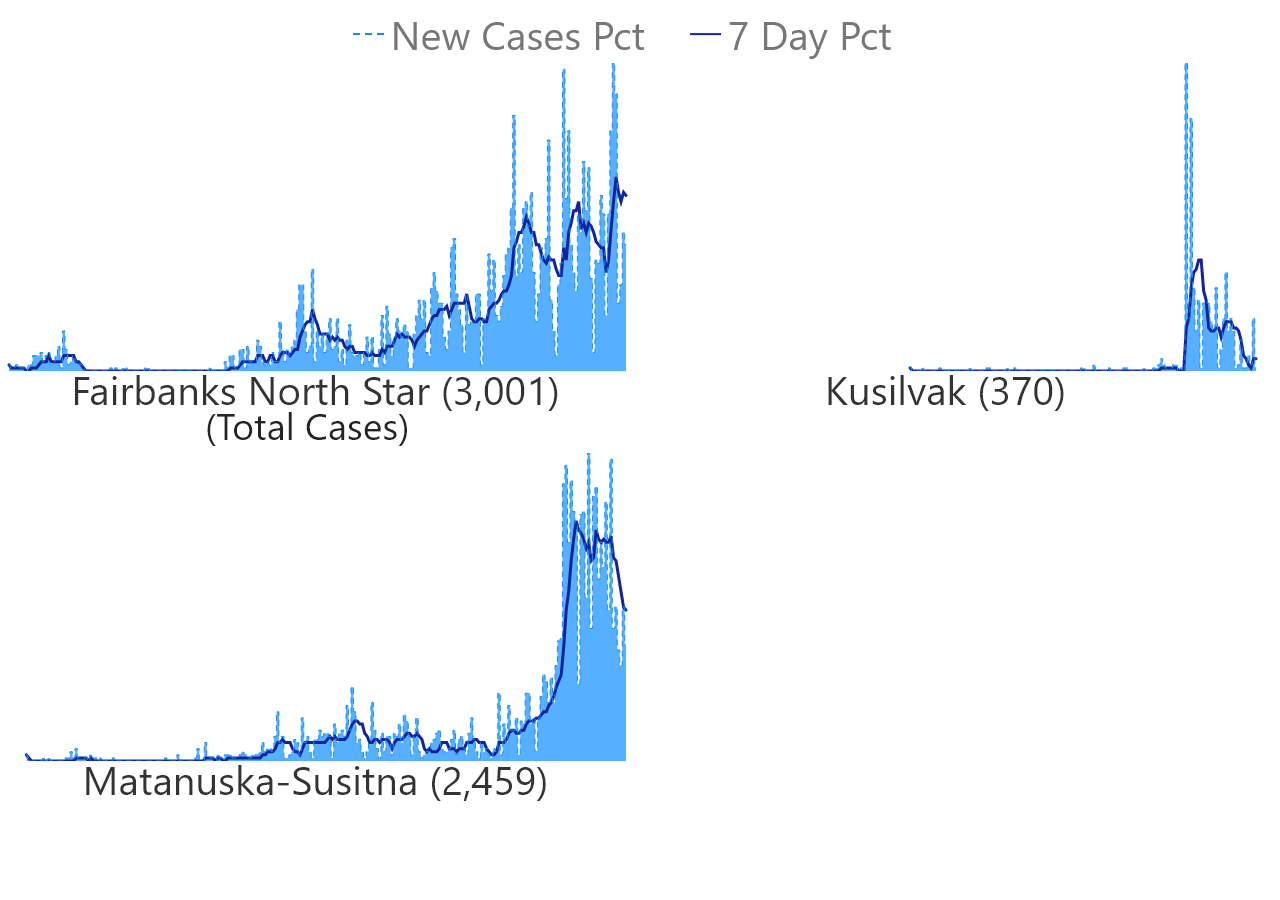 New Cases Pct 7 Day Pct
Fairbanks North Star (3,001) Kusilvak (370)
(Total Cases)
Matanuska-Susitna (2,459)